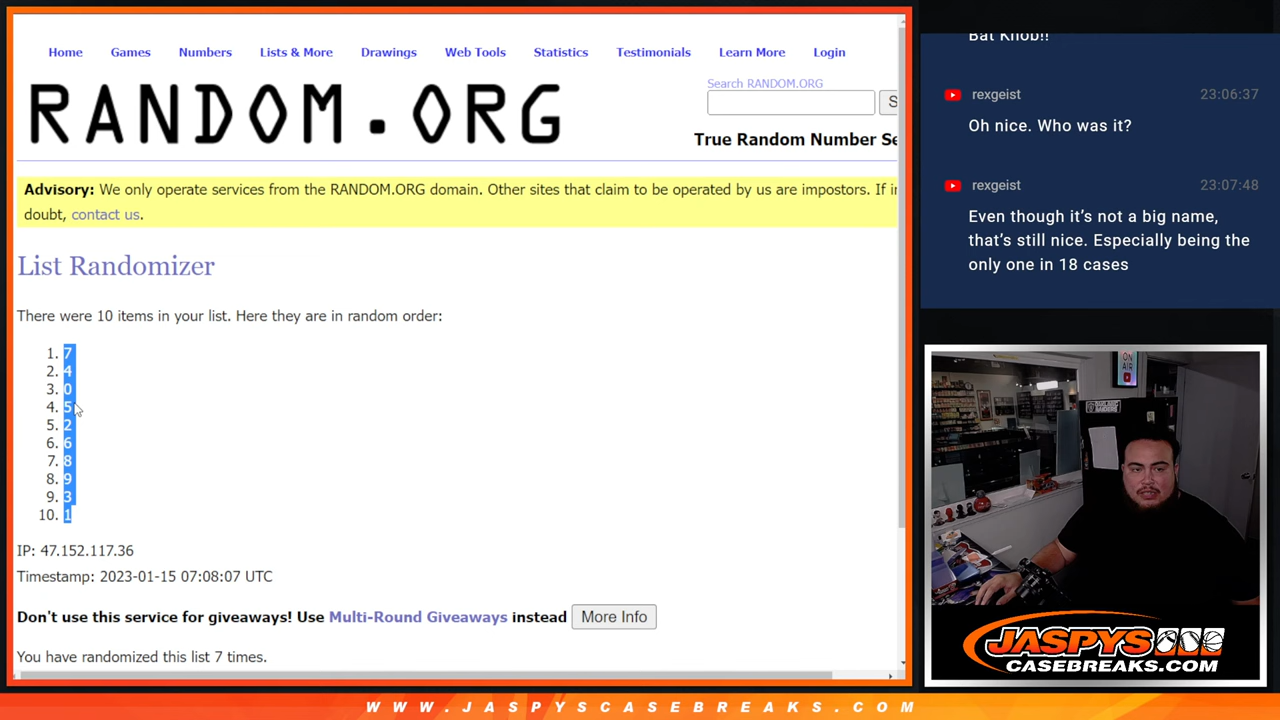 Home Games Numbers Lists & More Drawings Web Tools Statistics Testimonials Learn More Login
RANDOM.ORG
Search RANDOM.ORG
S
True Random Number Se
Advisory: We only operate services from the RANDOM.ORG domain. Other sites that claim to be operated by us are impostors. If in
doubt, contact us.
List Randomizer
There were 10 items in your list. Here they are in random order:
1. 7
2. 4
3. 0
4. 5
5. 2
6. 6
7. 8
8. 9
9. 3
10. 1
IP: 47.152.117.36
Timestamp: 2023-01-15 07:08:07 UTC
Don't use this service for giveaways! Use Multi-Round Giveaways instead More Info
You have randomized this list 7 times.
Bat Knob!!
rexgeist 23:06:37
Oh nice. Who was it?
rexgeist 23:07:48
Even though it’s not a big name,
that’s still nice. Especially being the
only one in 18 cases
ON
AIR
JASPYS
CASEBREAKS.COM
WWW.JASPYSCASEBREAKS.COM